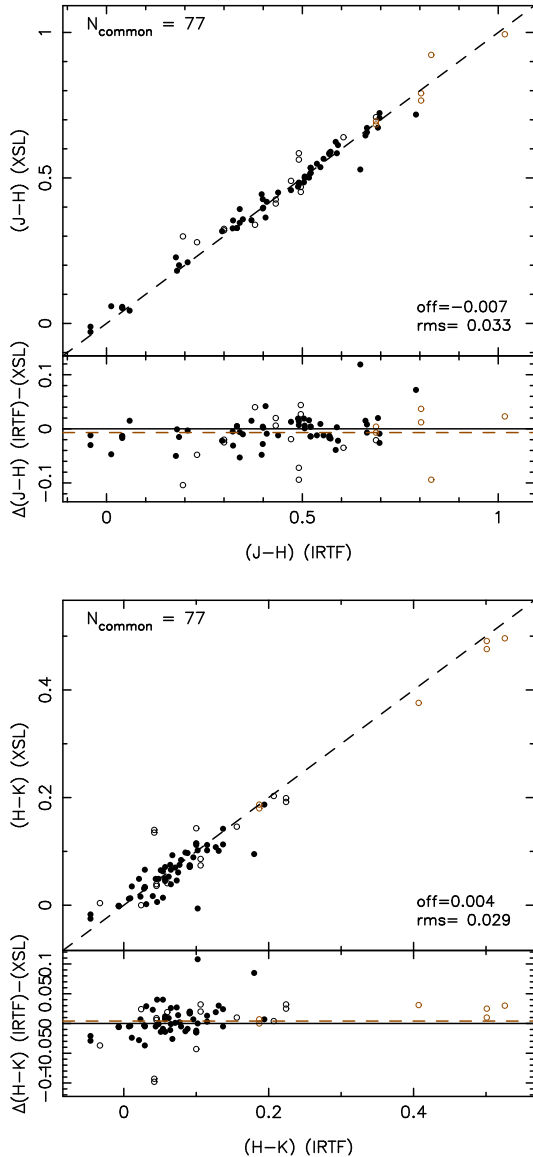 N_common = 77
1
(J−H) (XSL)
0.5
0
off=−0.007
rms= 0.033
Δ(J−H) (IRTF)−(XSL)
0.1
0
−0.1
0 0.5 1
(J−H) (IRTF)
N_common = 77
(H−K) (XSL)
0.4
0.2
0
off=0.004
rms= 0.029
Δ(H−K) (IRTF)−(XSL)
0 0.2 0.4
(H−K) (IRTF)